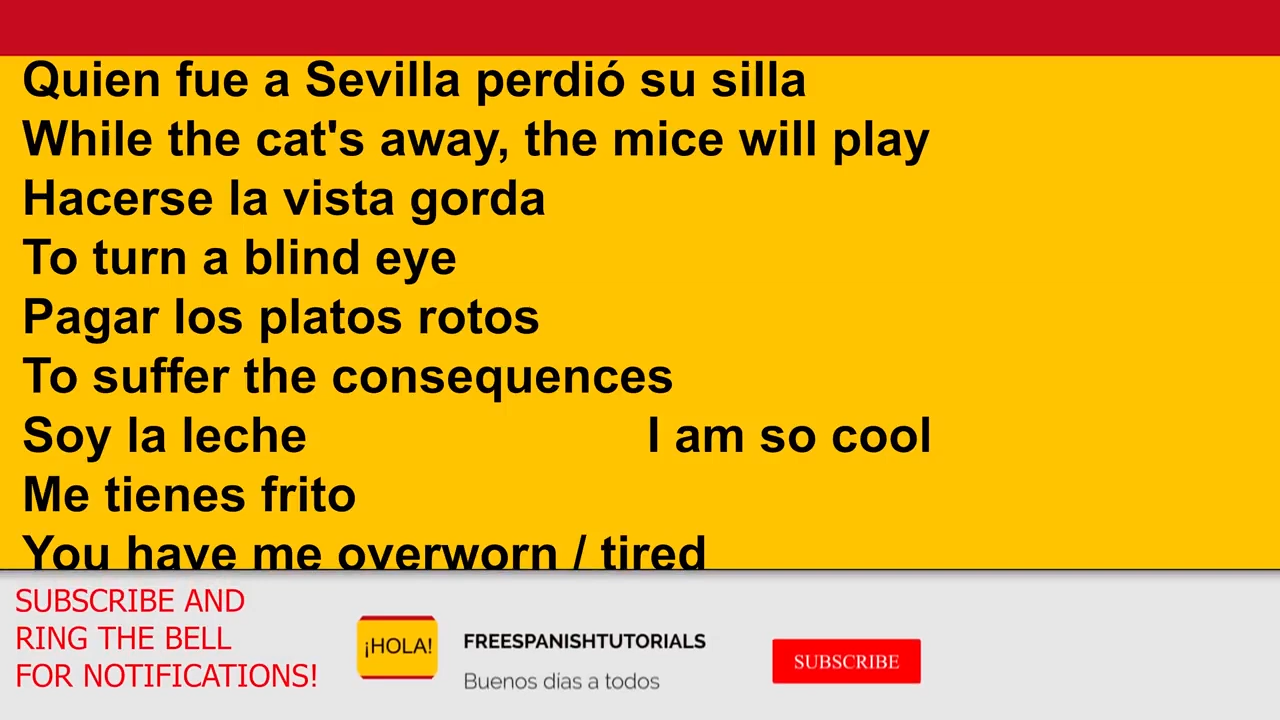 Quien fue a Sevilla perdió su silla
While the cat's away, the mice will play
Hacerse la vista gorda
To turn a blind eye
Pagar los platos rotos
To suffer the consequences
Soy la leche I am so cool
Me tienes frito
You have me overworn / tired
SUBSCRIBE AND
RING THE BELL
FOR NOTIFICATIONS!
¡HOLA!
FREESPANISHTUTORIALS
Buenos días a todos
SUBSCRIBE